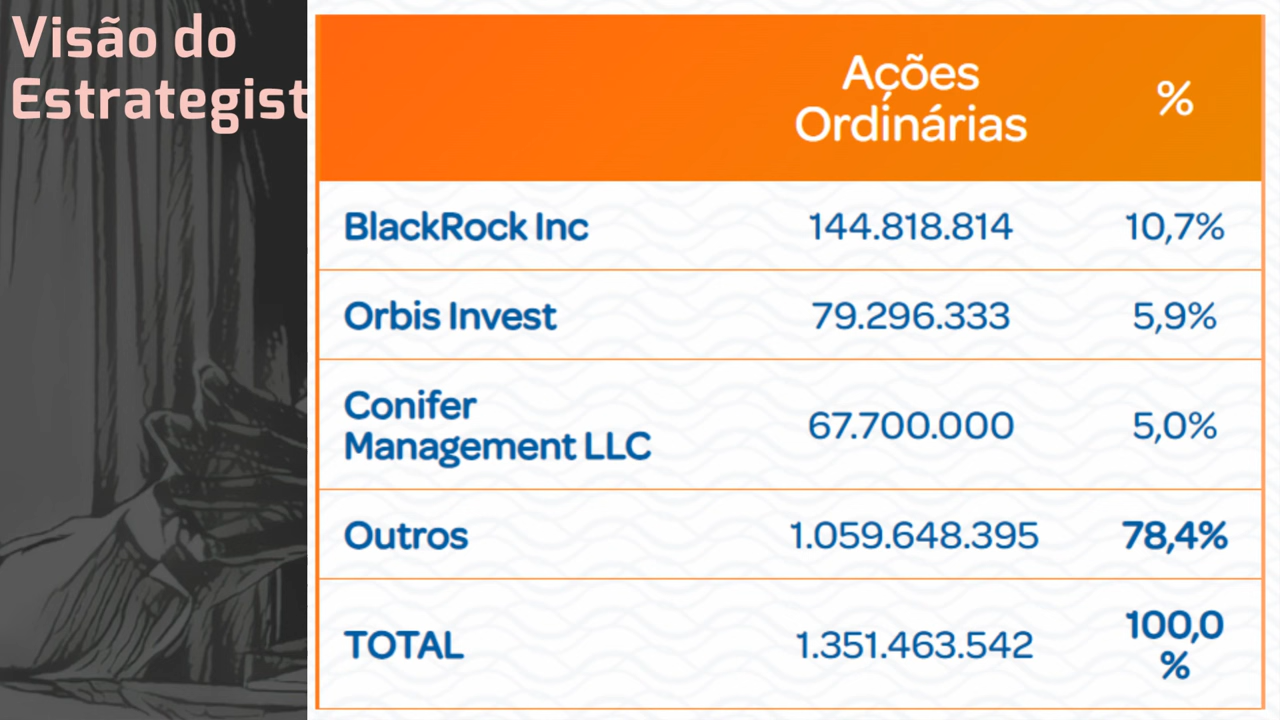 Visão do
Estrategist
Ações
Ordinárias
%
BlackRock Inc 144.818.814 10,7%
Orbis Invest 79.296.333 5,9%
Conifer
Management LLC 67.700.000 5,0%
Outros 1.059.648.395 78,4%
TOTAL 1.351.463.542 100,0
%